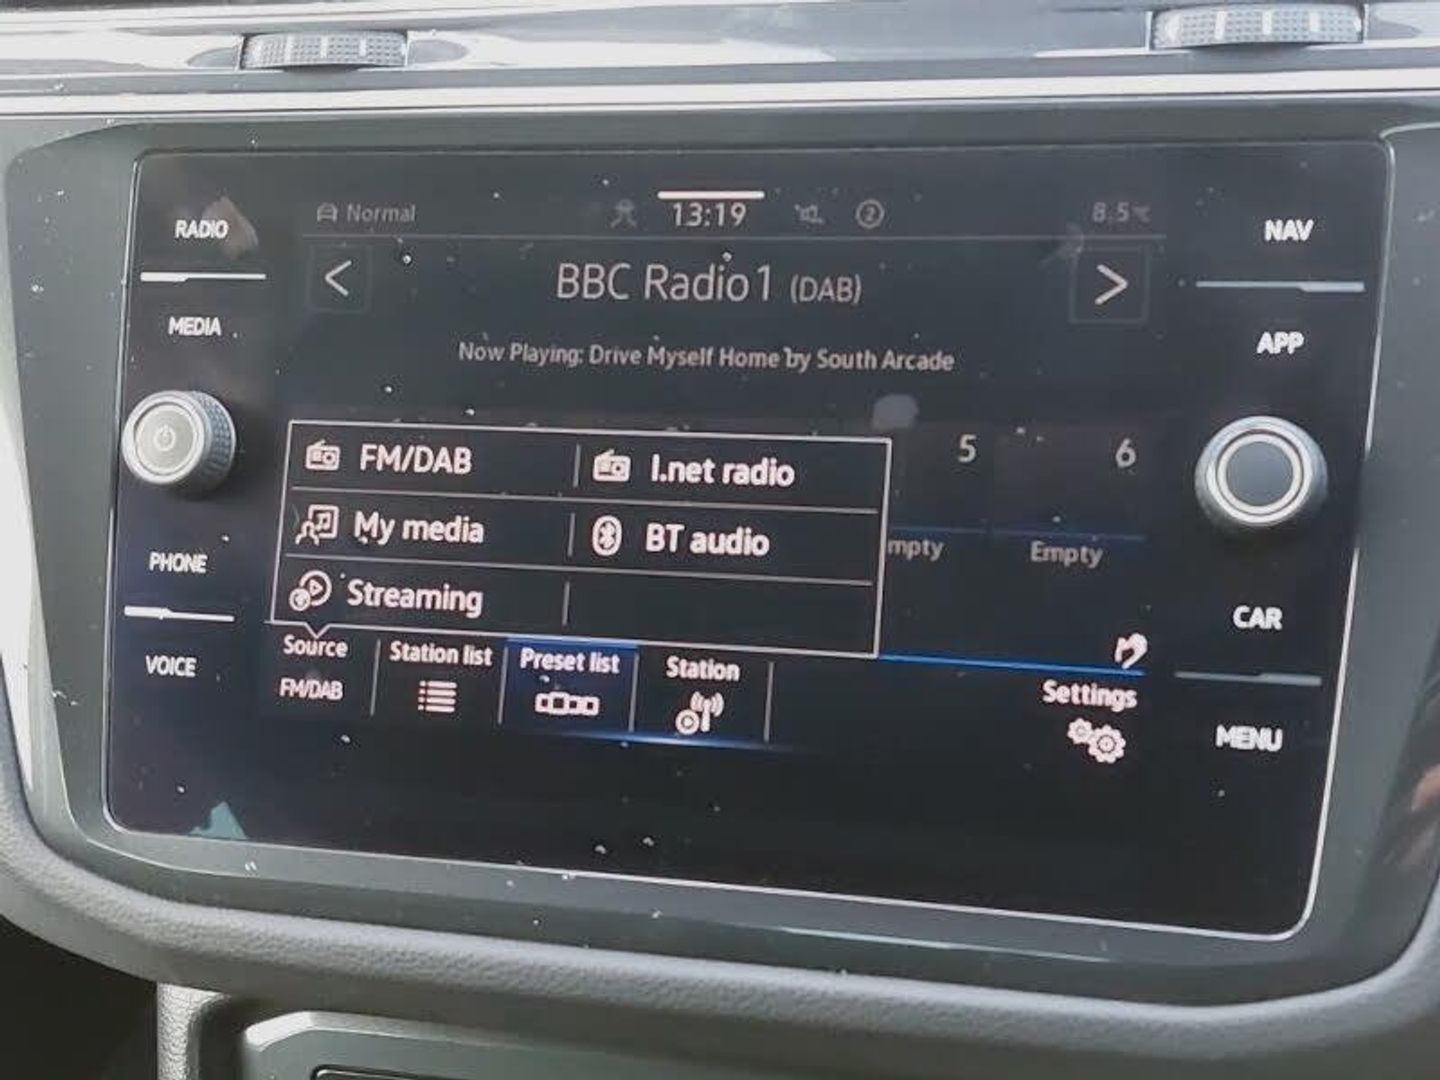 RADIO
MEDIA
PHONE
VOICE
Normal
13:19
2
8.5°C
BBC Radio 1 (DAB)
Now Playing: Drive Myself Home by South Arcade
5
6
FM/DAB
I.net radio
My media
BT audio
mpty
Empty
Streaming
Source
FM/DAB
Station list
Preset list
Station
Settings
NAV
APP
CAR
MENU